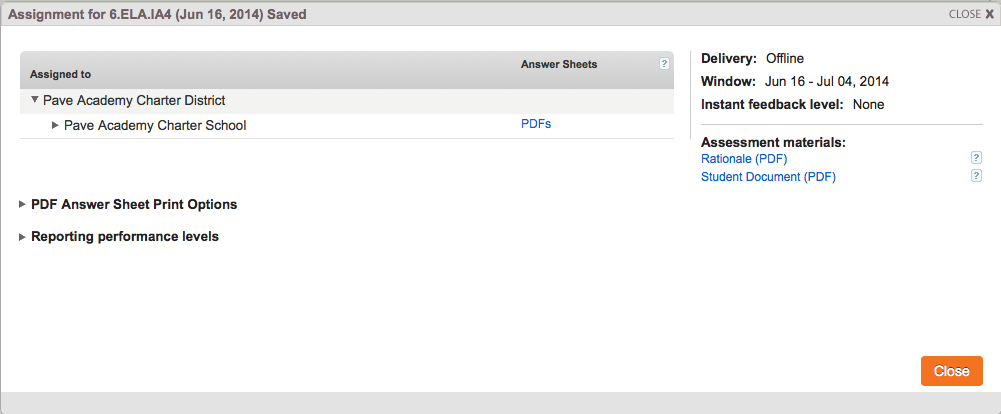 Assignment for 6.ELA.IA4 (Jun 16, 2014) Saved
CLOSE X
Assigned to
Answer Sheets
?
Pave Academy Charter District
Pave Academy Charter School
PDFs
Delivery: Offline
Window: Jun 16 - Jul 04, 2014
Instant feedback level: None
Assessment materials:
Rationale (PDF) ?
Student Document (PDF) ?
PDF Answer Sheet Print Options
Reporting performance levels
Close